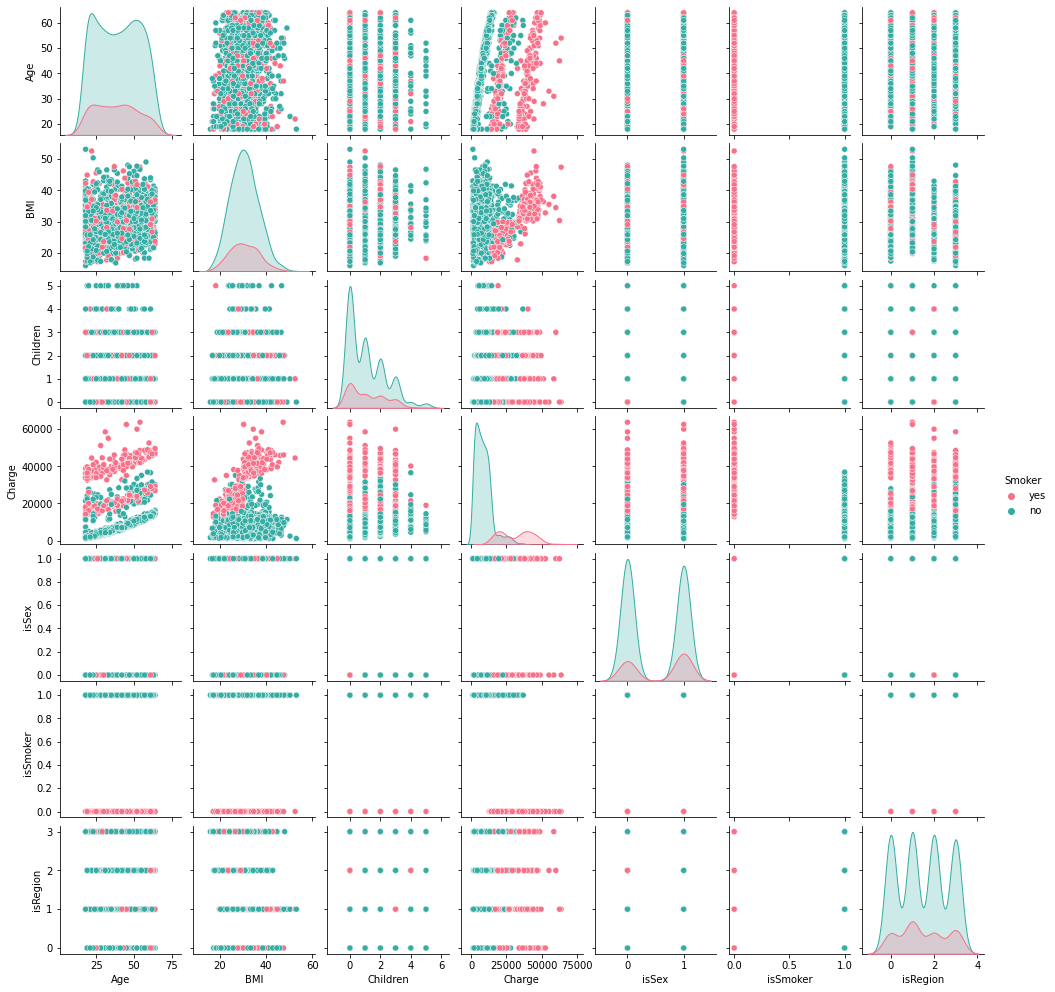 60
50
40
30
20
Age
50
40
30
20
BMI
5
4
3
2
1
0
Children
60000
40000
20000
0
Charge
Smoker
yes
no
1.0
0.8
0.6
0.4
0.2
0.0
isSex
1.0
0.8
0.6
0.4
0.2
0.0
isSmoker
3
2
1
0
isRegion
25 50 75
20 40 60
0 2 4 6
0 25000 50000 75000
0 1
0.0 0.5 1.0
0 2 4
Age BMI Children Charge isSex isSmoker isRegion